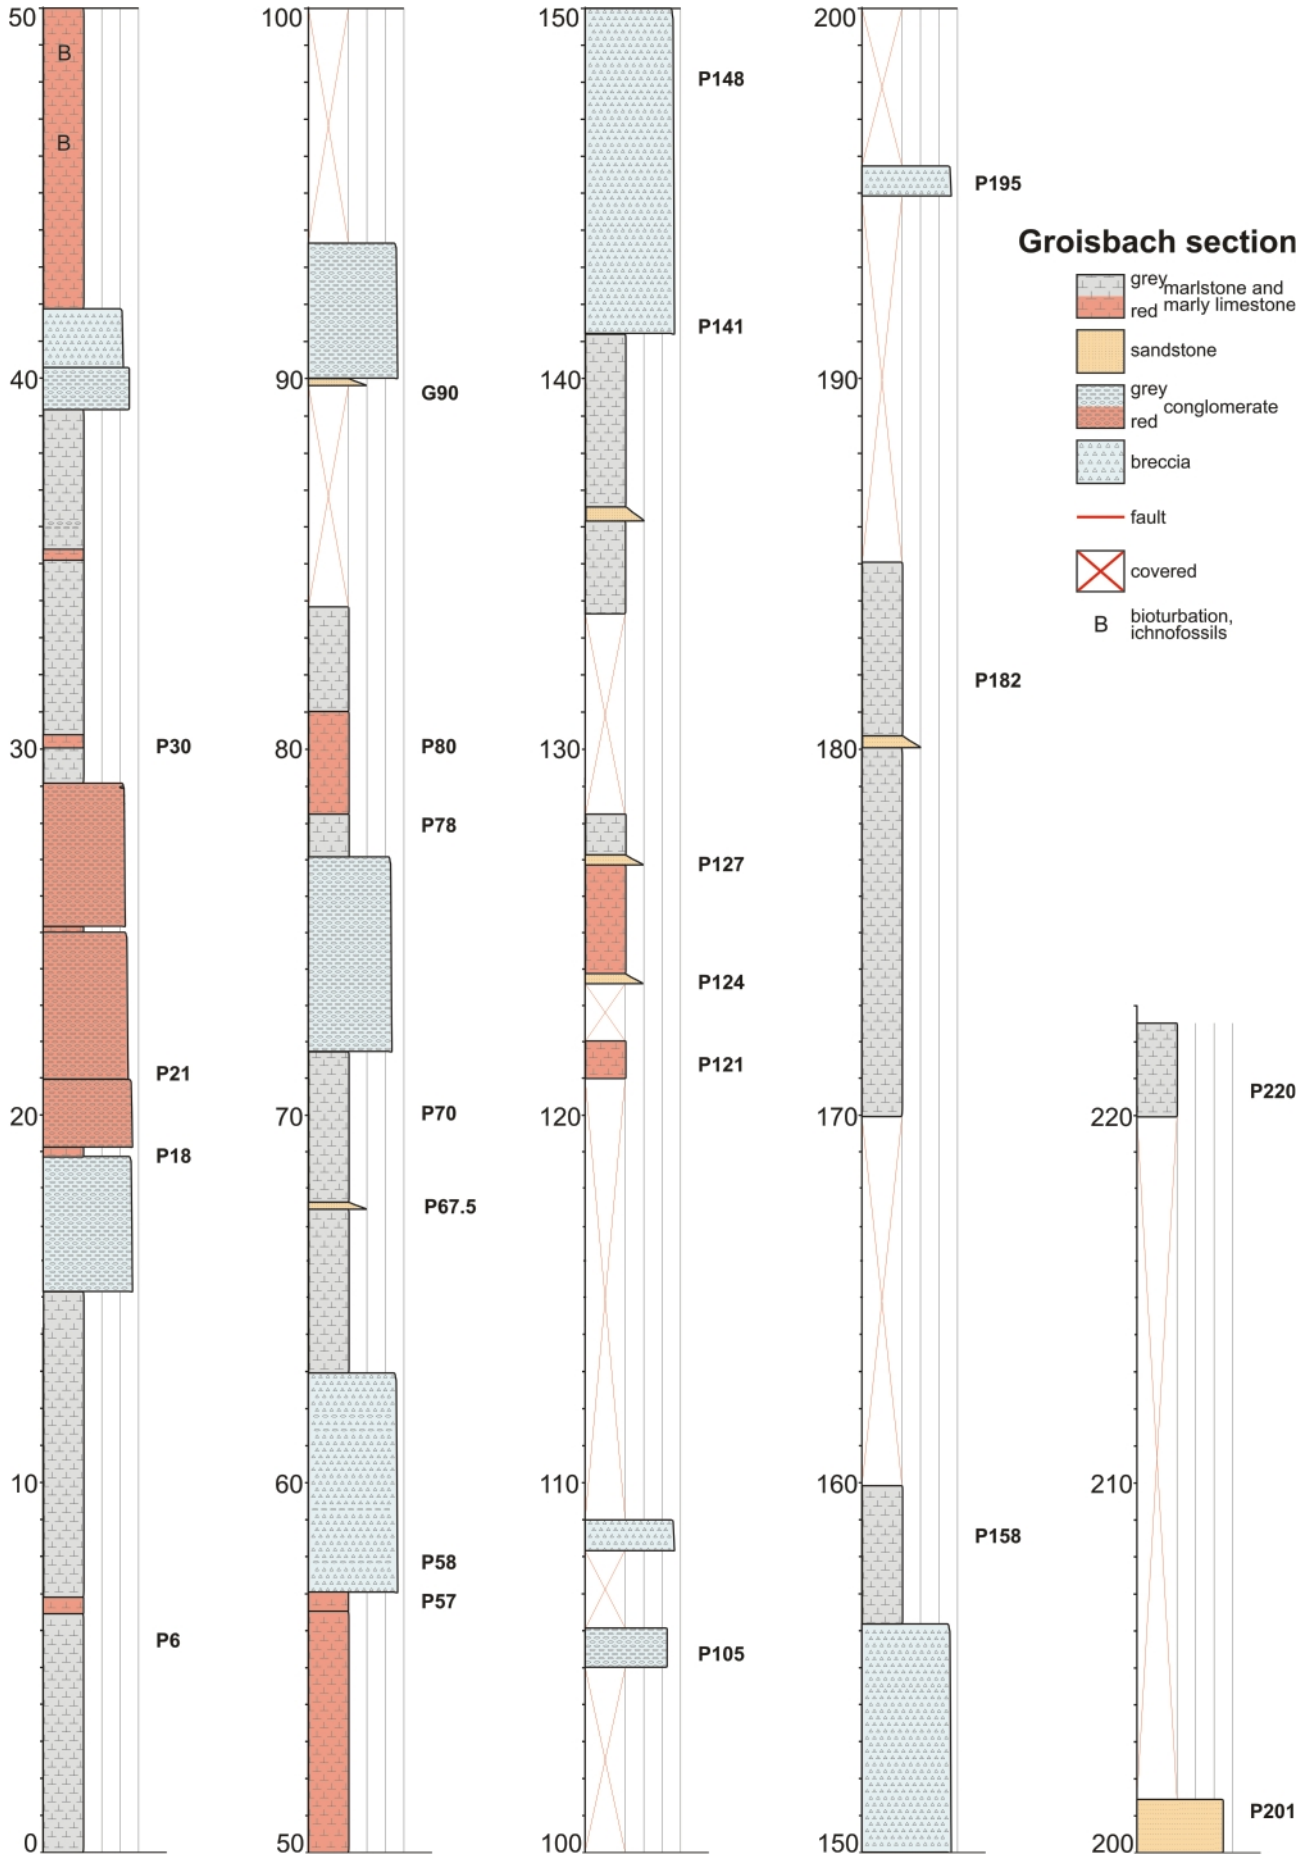 50
B
B
40
30
P30
P21
20
P18
10
P6
0
100
90
G90
80
P80
P78
70
P70
P67.5
60
P58
P57
50
150
P148
P141
140
130
P127
P124
P121
120
110
P105
100
200
P195
190
P182
180
170
160
P158
150
Groisbach section
grey
red
marlstone and
marly limestone
sandstone
grey
red
conglomerate
breccia
fault
covered
B
bioturbation,
ichnofossils
P220
220
210
P201
200